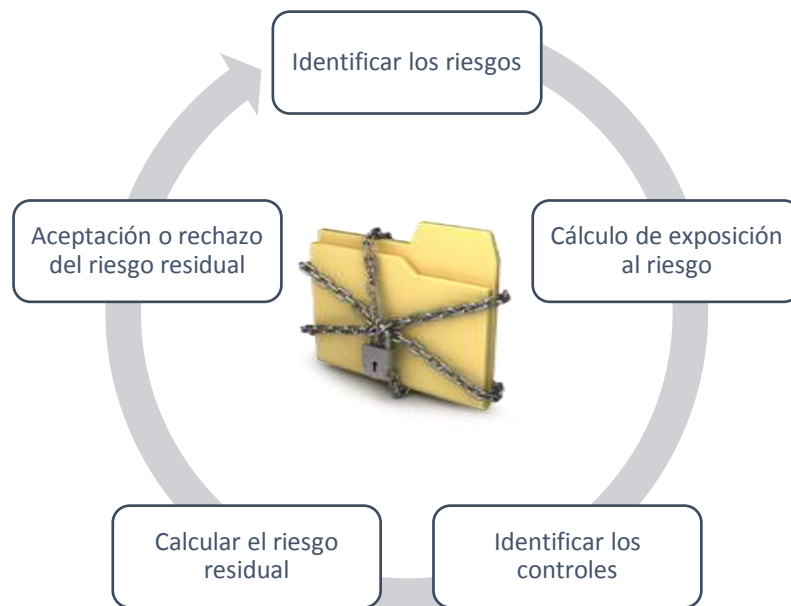 Identificar los riesgos
Cálculo de exposición
al riesgo
Identificar los
controles
Calcular el riesgo
residual
Aceptación o rechazo
del riesgo residual